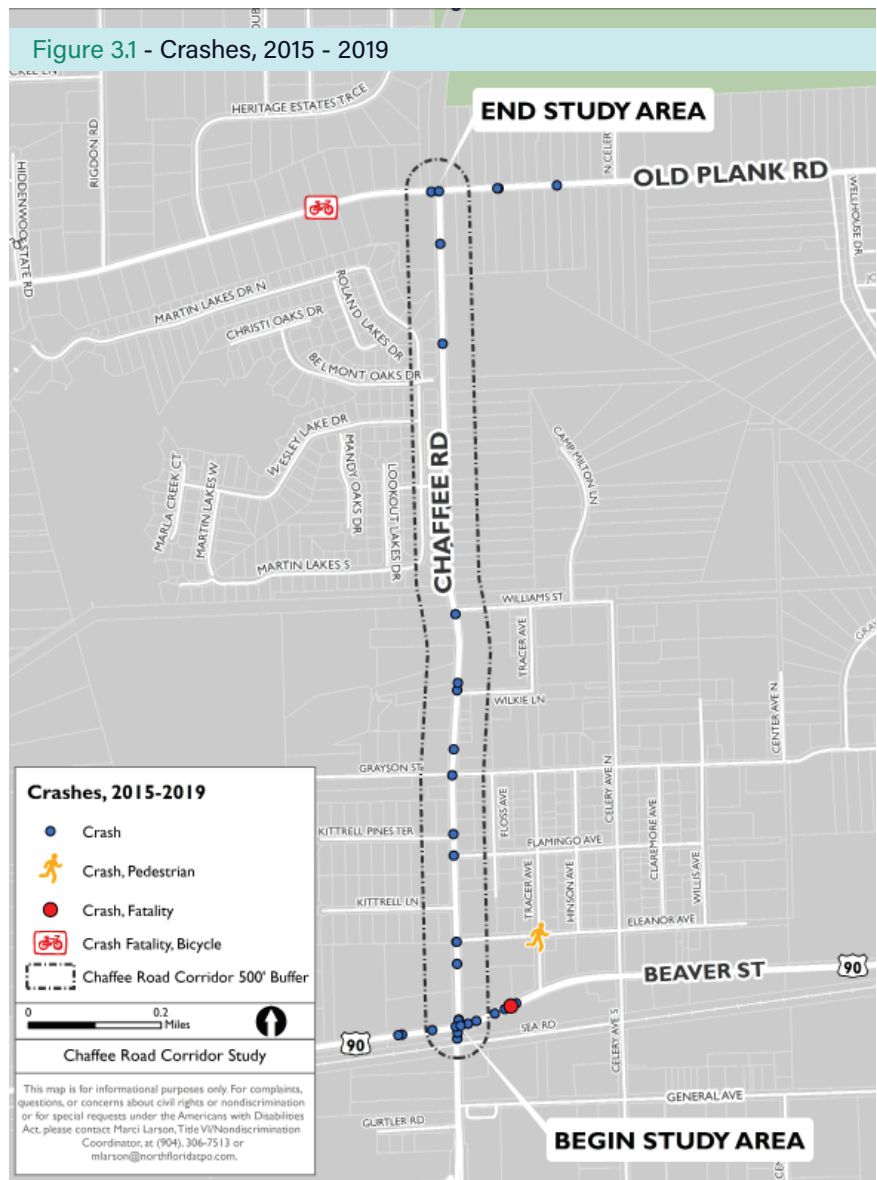 Figure 3.1 - Crashes, 2015 - 2019
HERITAGE ESTATES TRCE
RIGDON RD
END STUDY AREA
N CELERY
OLD PLANK RD
WELLHOUSE DR
MARTIN LAKES DR N
CHRISTI OAKS DR
ROLAND LAKES DR
BELMONT OAKS DR
WESLEY LAKE DR
MARLA CREEK CT
MARTIN LAKES W
MANDY OAKS DR
LOOKOUT LAKES DR
MARTIN LAKES S
CHAFFEE RD
CAMP MILTON LN
WILLIAMS ST
TRACER AVE
WILKIE LN
CENTER AVE N
GRAYSON ST
CELERY AVE N
KITTRELL PINES TER
FLOSS AVE
FLAMINGO AVE
CLAREMORE AVE
WILLIS AVE
TRACER AVE
HINSON AVE
KITTRELL LN
ELEANOR AVE
BEAVER ST
90
SEA RD
CELERY AVE S
90
GENERAL AVE
GURTLER RD
BEGIN STUDY AREA
Crashes, 2015-2019
Crash
Crash, Pedestrian
Crash, Fatality
Crash Fatality, Bicycle
Chaffee Road Corridor 500' Buffer
0 0.2
Miles
Chaffee Road Corridor Study
This map is for informational purposes only. For complaints,
questions, or concerns about civil rights or nondiscrimination
or for special requests under the Americans with Disabilities
Act, please contact Marci Larson, Title VI/Nondiscrimination
Coordinator, at (904). 306-7513 or
mlarson@northfloridatpo.com.